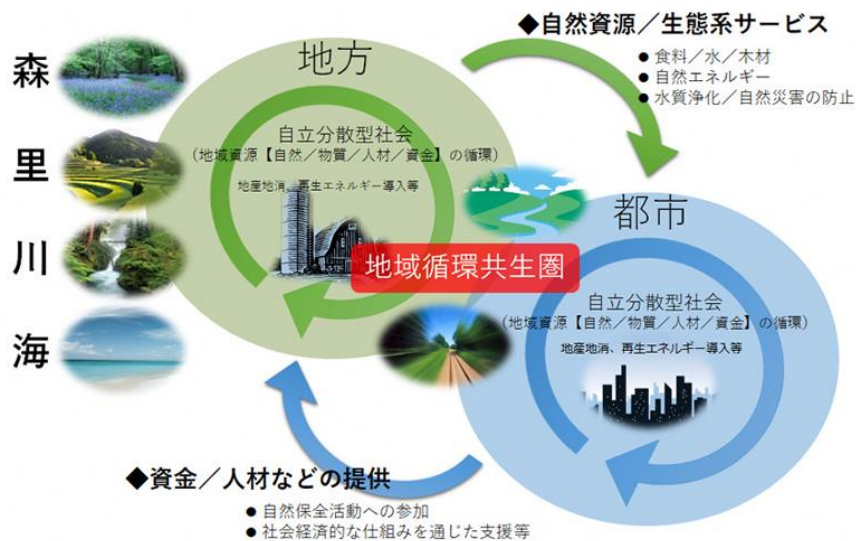 ◆自然資源／生態系サービス
● 食料／水／木材
● 自然エネルギー
● 水質浄化／自然災害の防止
森
里
川
海
地方
自立分散型社会
（地域資源【自然／物質／人材／資金】の循環）
地産地消、再生エネルギー導入等
地域循環共生圏
都市
自立分散型社会
（地域資源【自然／物質／人材／資金】の循環）
地産地消、再生エネルギー導入等
◆資金／人材などの提供
● 自然保全活動への参加
● 社会経済的な仕組みを通じた支援等